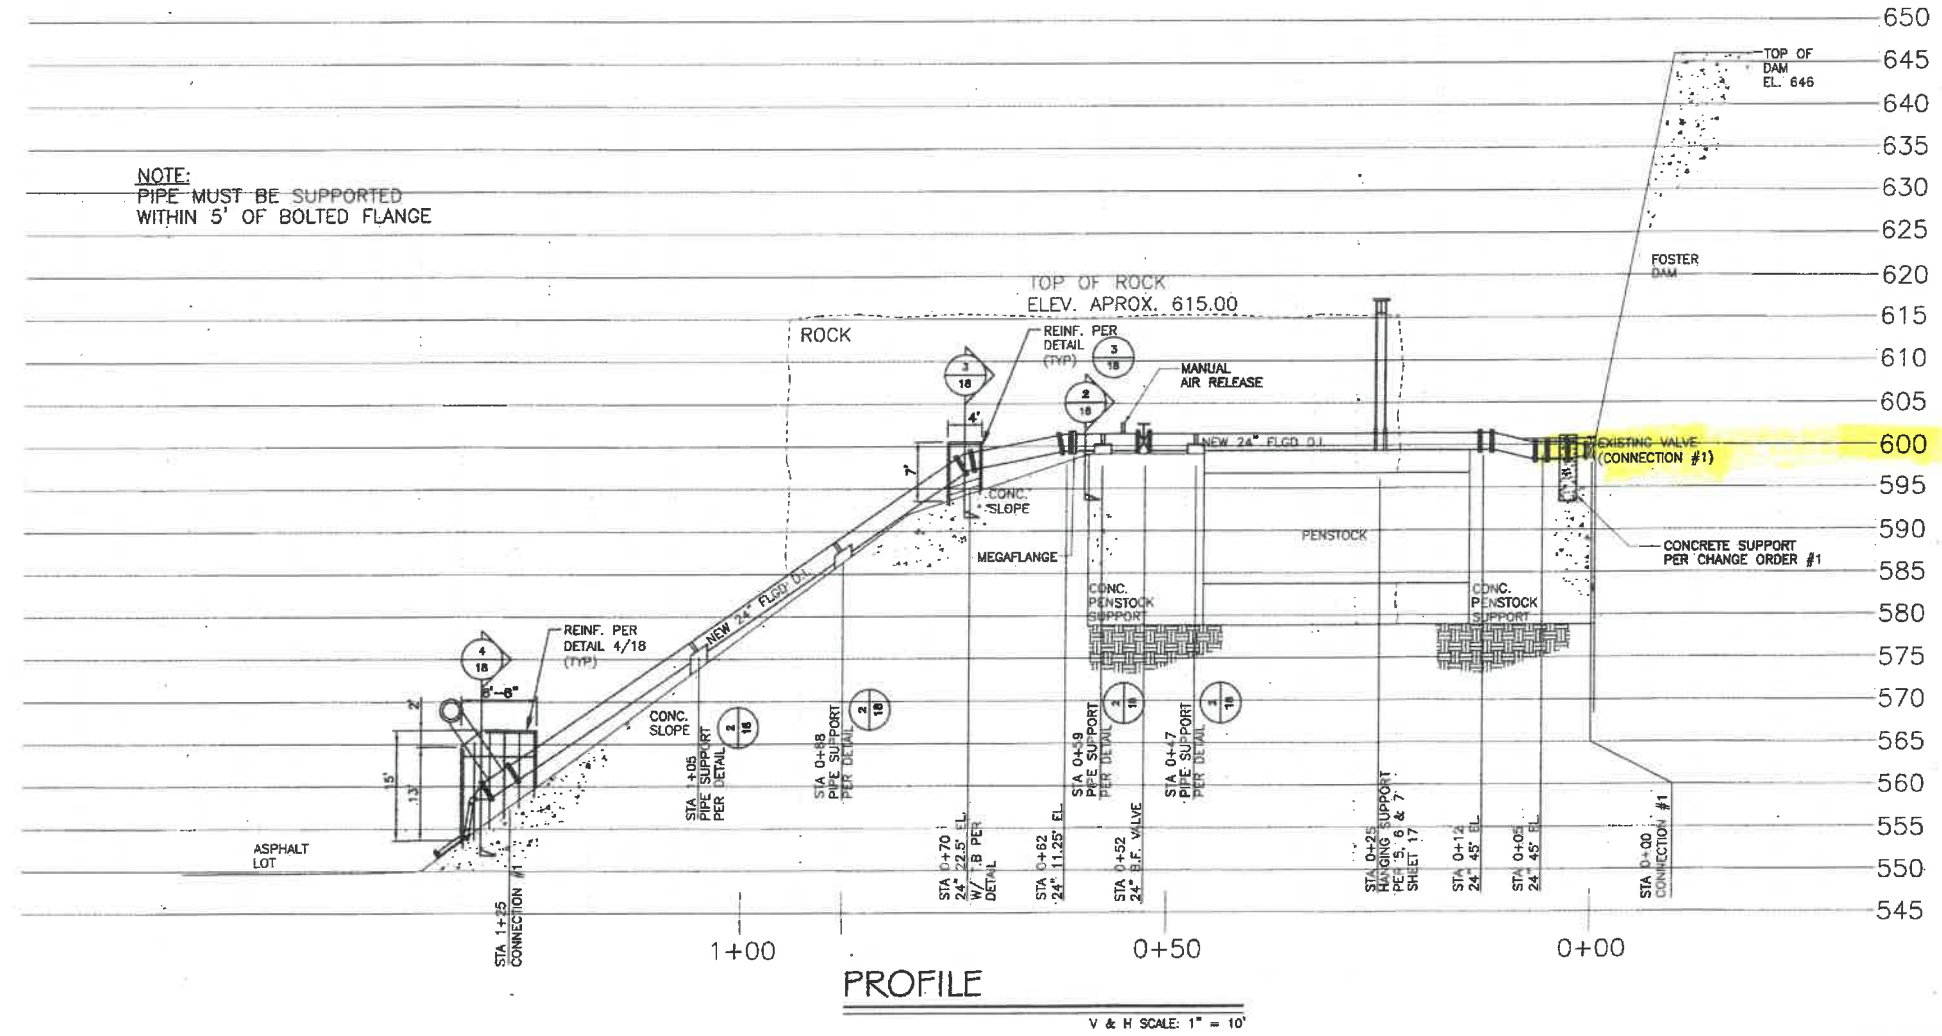 650
645
640
635
630
625
620
615
610
605
600
595
590
585
580
575
570
565
560
555
550
545
TOP OF
DAM
EL. 646
NOTE:
PIPE MUST BE SUPPORTED
WITHIN 5' OF BOLTED FLANGE
FOSTER
DAM
TOP OF ROCK
ELEV. APROX. 615.00
ROCK
REINF. PER
DETAIL
(TYP)
3
18
3
18
MANUAL
AIR RELEASE
2
18
4'
7'
NEW 24" FLGD D.I.
EXISTING VALVE
(CONNECTION #1)
CONC.
SLOPE
MEGAFLANGE
PENSTOCK
CONCRETE SUPPORT
PER CHANGE ORDER #1
CONC.
PENSTOCK
SUPPORT
CONC.
PENSTOCK
SUPPORT
NEW 24" FLGD D.I.
REINF. PER
DETAIL 4/18
(TYP)
4
18
2'
15'
13'
CONC.
SLOPE
2
18
2
18
2
18
2
18
ASPHALT
LOT
STA 1+25
CONNECTION #1
STA 1+05
PIPE SUPPORT
PER DETAIL
STA 0+88
PIPE SUPPORT
PER DETAIL
STA 0+70
24" 22.5° EL.
W/ T.B PER
DETAIL
STA 0+62
24" 11.25° EL.
STA 0+59
PIPE SUPPORT
PER DETAIL
STA 0+52
24" B.F. VALVE
STA 0+47
PIPE SUPPORT
PER DETAIL
STA 0+25
HANGING SUPPORT
PER 5, 6 & 7
SHEET 17
STA 0+12
24" 45° EL
STA 0+05
24" 45° EL
STA 0+00
CONNECTION #1
1+00
0+50
0+00
PROFILE
V & H SCALE: 1" = 10'